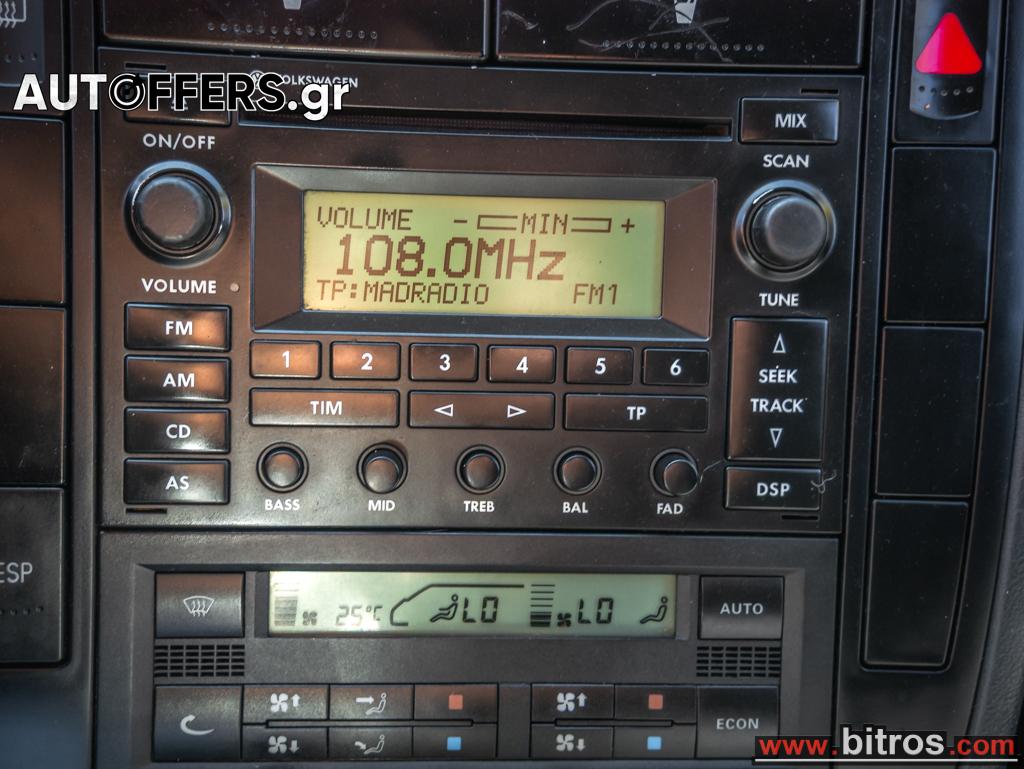 VOLKSWAGEN
AUTOFFERS.gr
MIX
ON/OFF
SCAN
VOLUME - MIN +
108.0MHz
TP:MADRADIO FM1
VOLUME
TUNE
FM
1 2 3 4 5 6
AM
SEEK
TRACK
TIM
TP
CD
AS
DSP
BASS MID TREB BAL FAD
ESP
25°C LO LO
AUTO
ECON
www.bitros.com